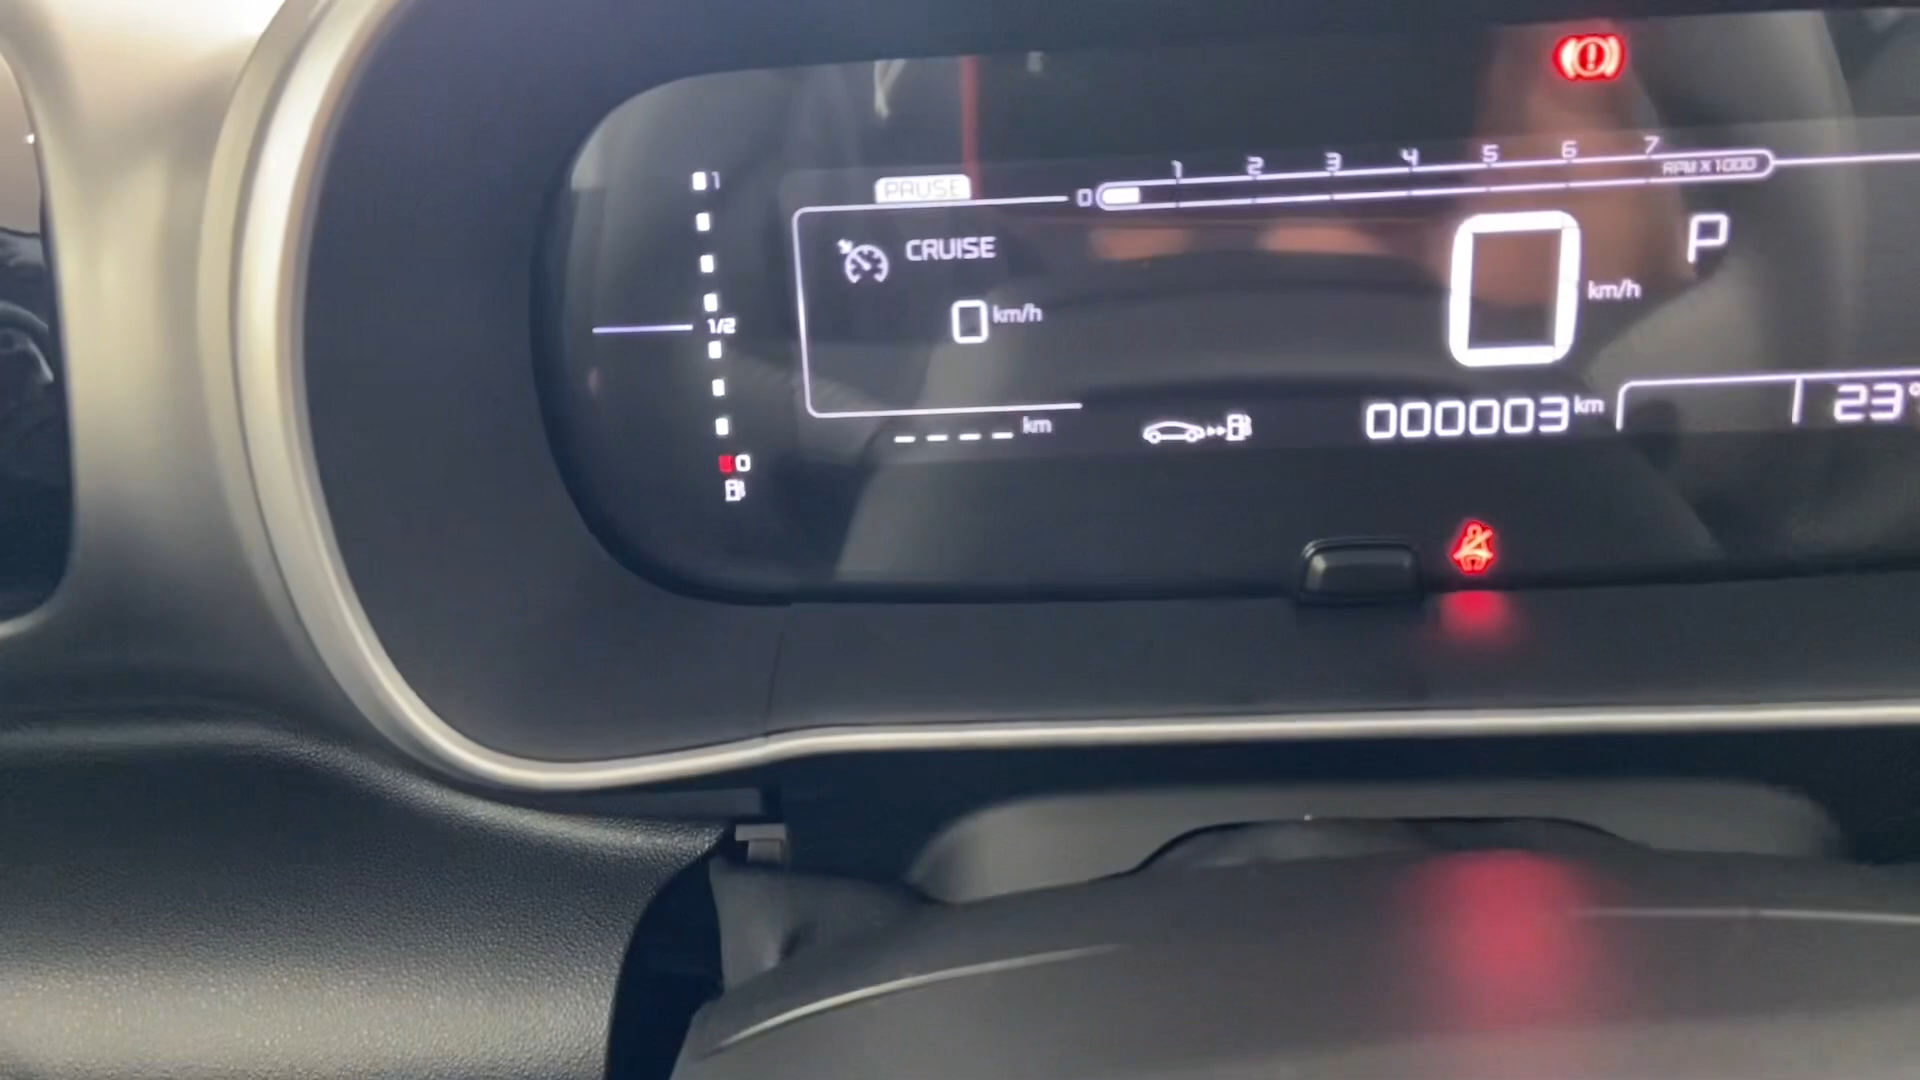 1
1/2
0
PAUSE
CRUISE
0 km/h
---- km
0 1 2 3 4 5 6 7
RPM X 1000
0 km/h
P
000003 km
23°